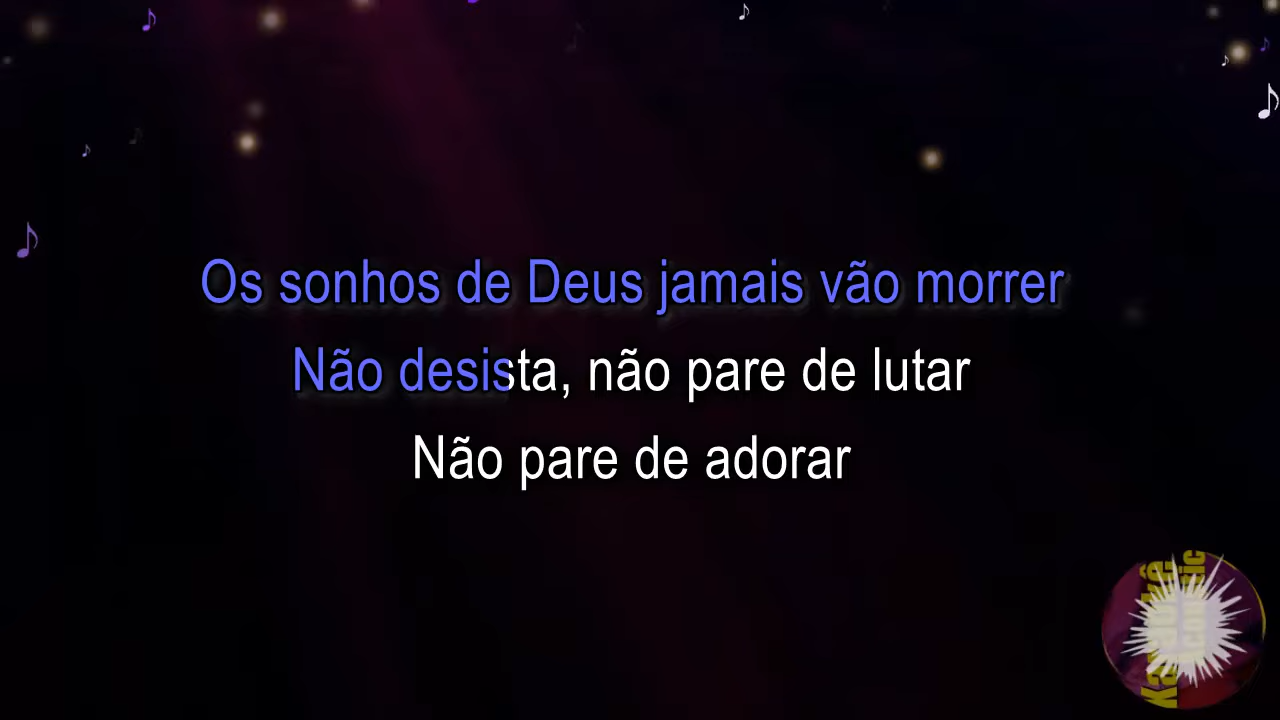 Os sonhos de Deus jamais vão morrer
Não desista, não pare de lutar
Não pare de adorar